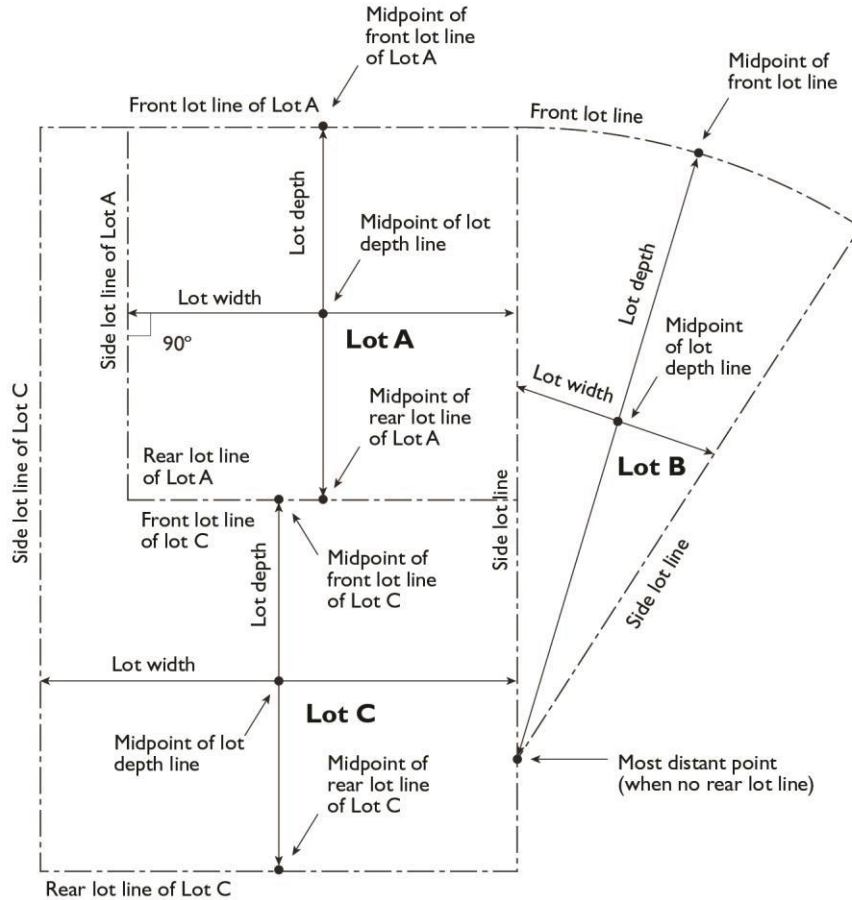 Midpoint of
front lot line
of Lot A
Midpoint of
front lot line
Front lot line of Lot A
Front lot line
Side lot line of Lot A
Lot depth
Lot depth
Midpoint of lot
depth line
Lot width
90°
Lot A
Midpoint
of lot
depth line
Lot width
Side lot line of Lot C
Midpoint of
rear lot line
of Lot A
Lot B
Rear lot line
of Lot A
Front lot line
of lot C
Side lot line
Lot depth
Midpoint of
front lot line
of Lot C
Side lot line
Lot width
Lot C
Midpoint of lot
depth line
Midpoint of
rear lot line
of Lot C
Most distant point
(when no rear lot line)
Rear lot line of Lot C